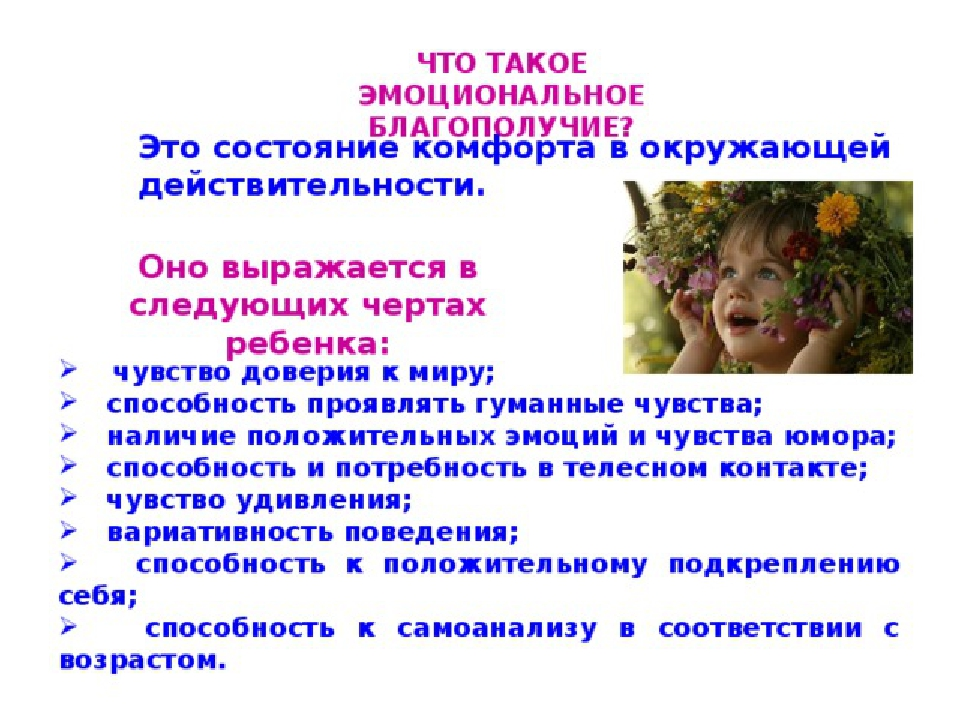 ЧТО ТАКОЕ
ЭМОЦИОНАЛЬНОЕ
БЛАГОПОЛУЧИЕ?
Это состояние комфорта в окружающей
действительности.
Оно выражается в
следующих чертах
ребенка:
➢ чувство доверия к миру;
➢ способность проявлять гуманные чувства;
➢ наличие положительных эмоций и чувства юмора;
➢ способность и потребность в телесном контакте;
➢ чувство удивления;
➢ вариативность поведения;
➢ способность к положительному подкреплению
себя;
➢ способность к самоанализу в соответствии с
возрастом.